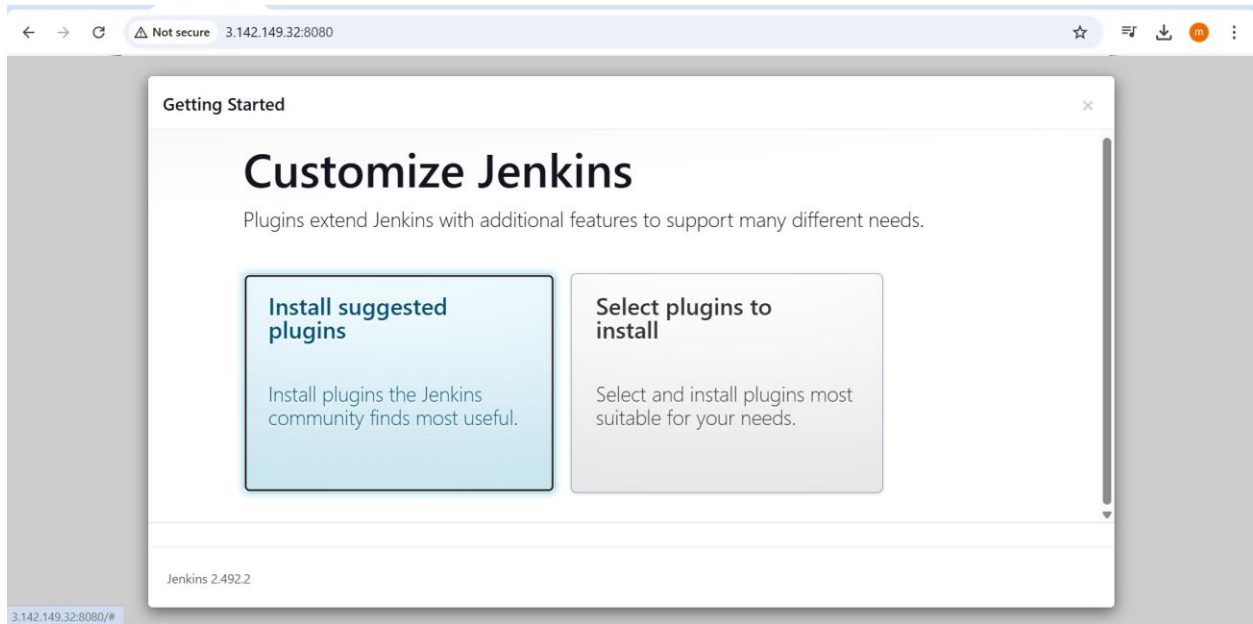 Not secure 3.142.149.32:8080
m
Getting Started
×
Customize Jenkins
Plugins extend Jenkins with additional features to support many different needs.
Install suggested
plugins
Install plugins the Jenkins
community finds most useful.
Select plugins to
install
Select and install plugins most
suitable for your needs.
Jenkins 2.492.2
3.142.149.32:8080/#